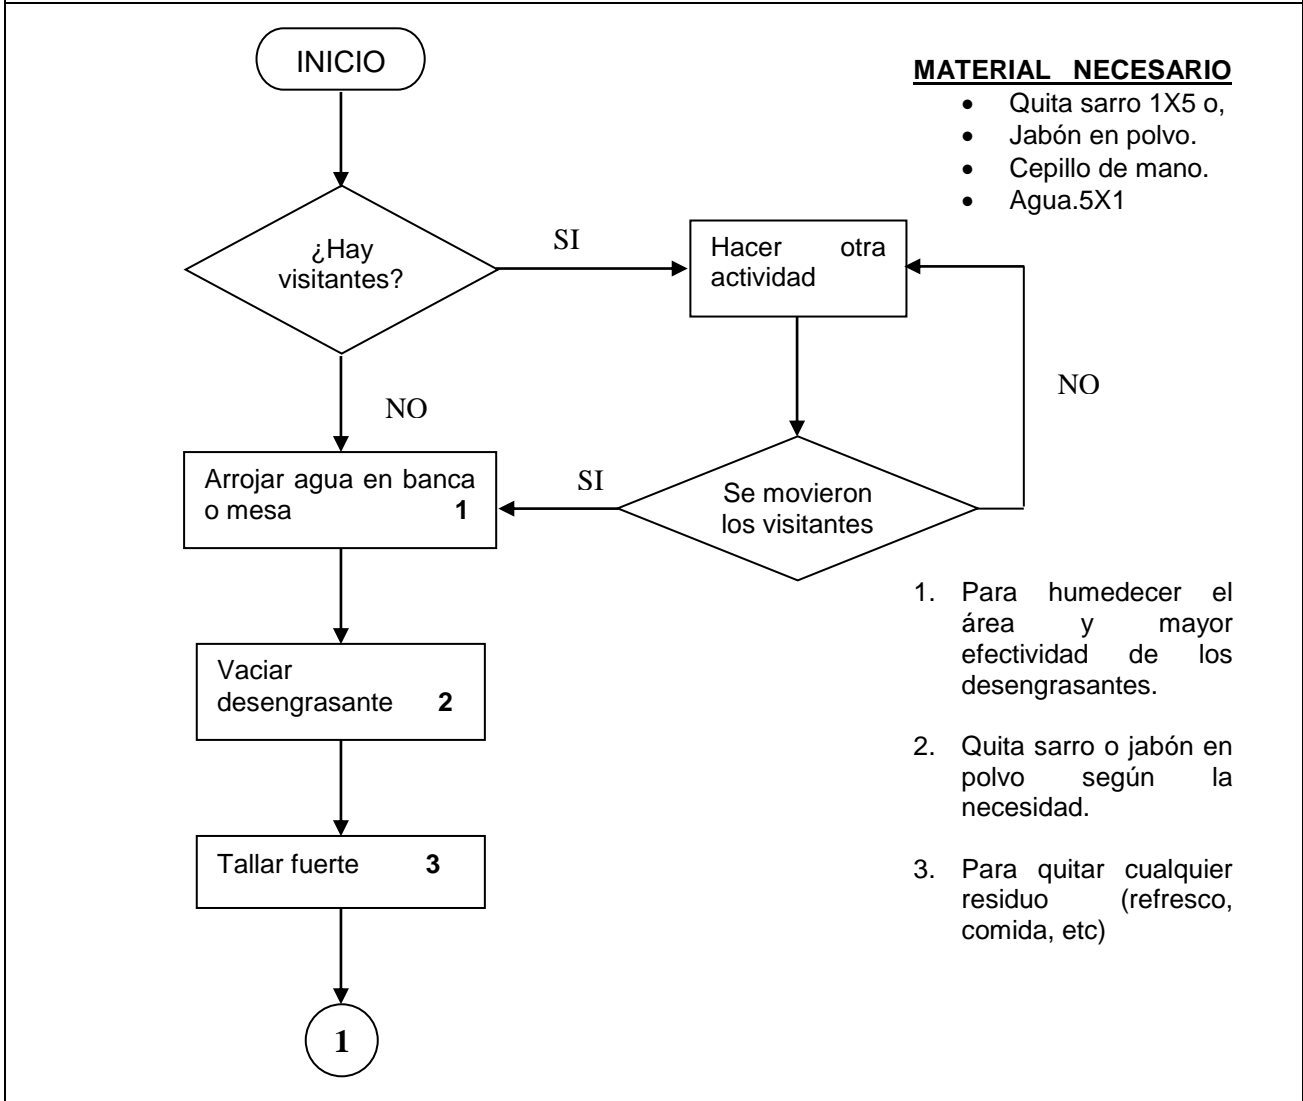 INICIO
MATERIAL NECESARIO
• Quita sarro 1X5 o,
• Jabón en polvo.
• Cepillo de mano.
• Agua.5X1
¿Hay
visitantes?
SI
Hacer otra
actividad
NO
NO
Arrojar agua en banca
o mesa 1
SI
Se movieron
los visitantes
1. Para humedecer el
área y mayor
efectividad de los
desengrasantes.
Vaciar
desengrasante 2
2. Quita sarro o jabón en
polvo según la
necesidad.
Tallar fuerte 3
3. Para quitar cualquier
residuo (refresco,
comida, etc)
1